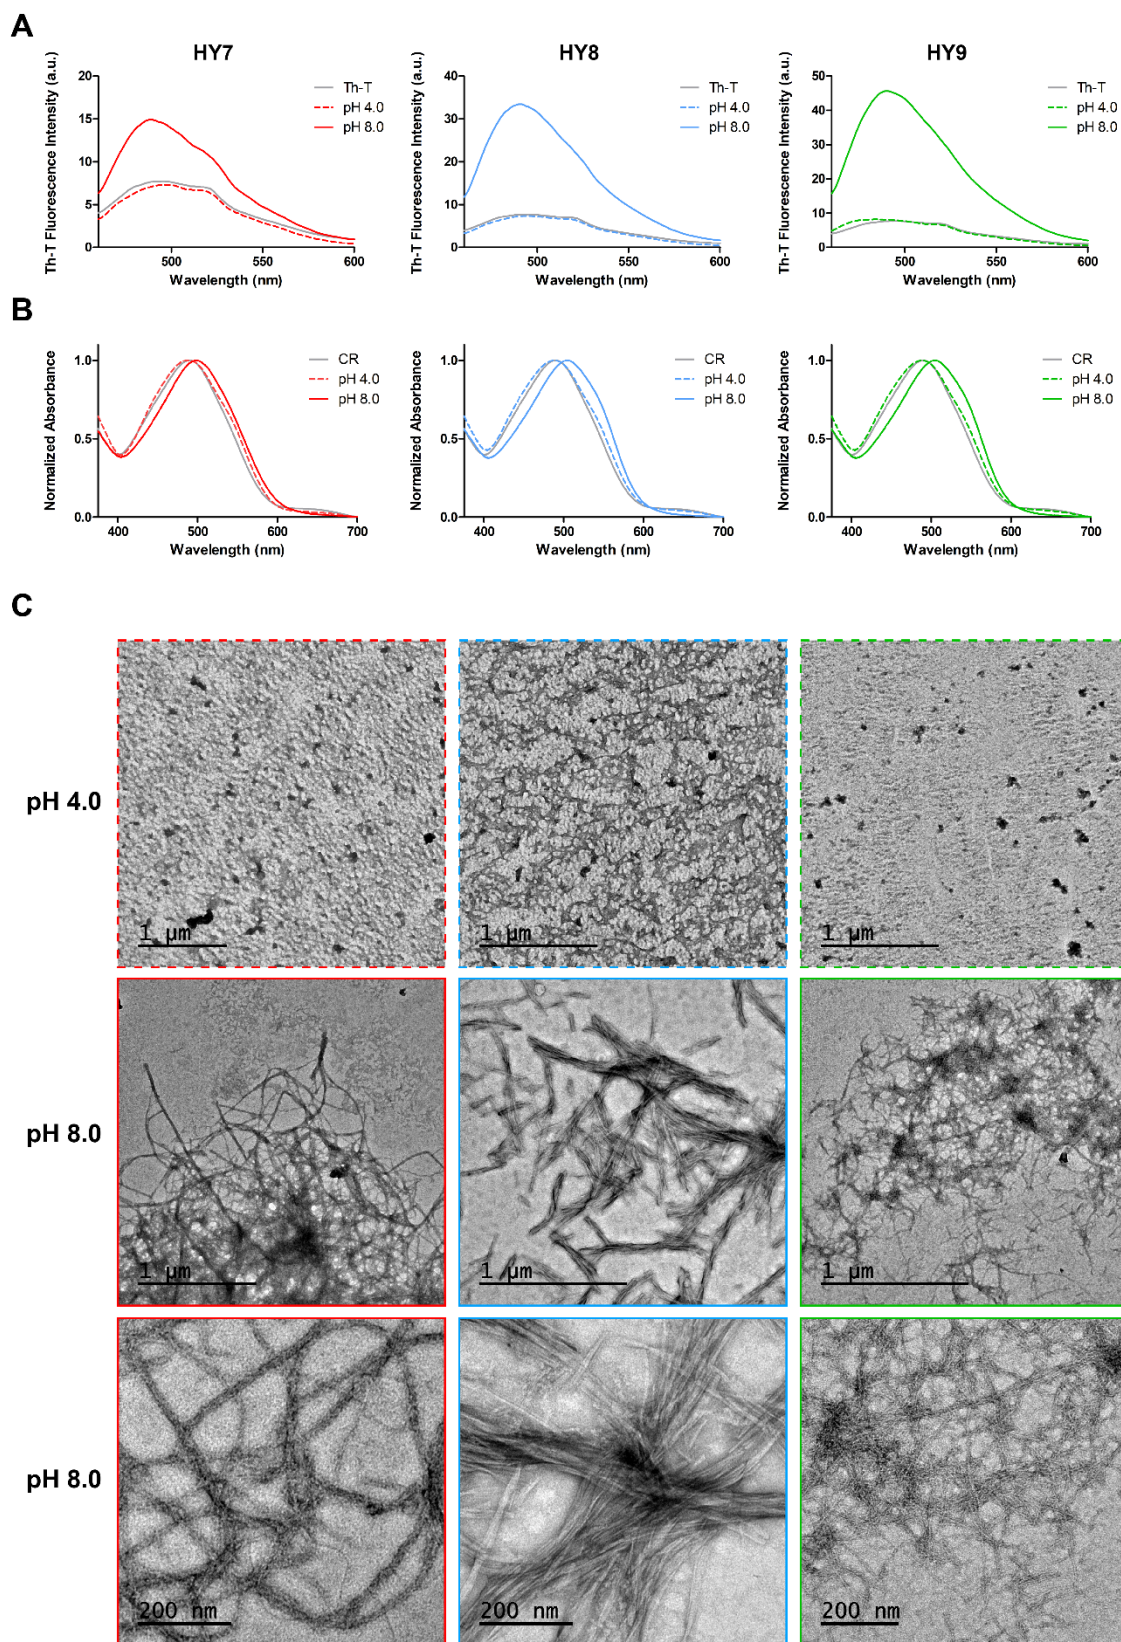 A
HY7
HY8
HY9
Th-T Fluorescence Intensity (a.u.)
20
15
10
5
0
500
550
600
Wavelength (nm)
Th-T
pH 4.0
pH 8.0
Th-T Fluorescence Intensity (a.u.)
40
30
20
10
0
500
550
600
Wavelength (nm)
Th-T
pH 4.0
pH 8.0
Th-T Fluorescence Intensity (a.u.)
50
40
30
20
10
0
500
550
600
Wavelength (nm)
Th-T
pH 4.0
pH 8.0
B
Normalized Absorbance
1.0
0.5
0.0
400
500
600
700
Wavelength (nm)
CR
pH 4.0
pH 8.0
Normalized Absorbance
1.0
0.5
0.0
400
500
600
700
Wavelength (nm)
CR
pH 4.0
pH 8.0
Normalized Absorbance
1.0
0.5
0.0
400
500
600
700
Wavelength (nm)
CR
pH 4.0
pH 8.0
C
pH 4.0
1 µm
1 µm
1 µm
pH 8.0
1 µm
1 µm
1 µm
pH 8.0
200 nm
200 nm
200 nm